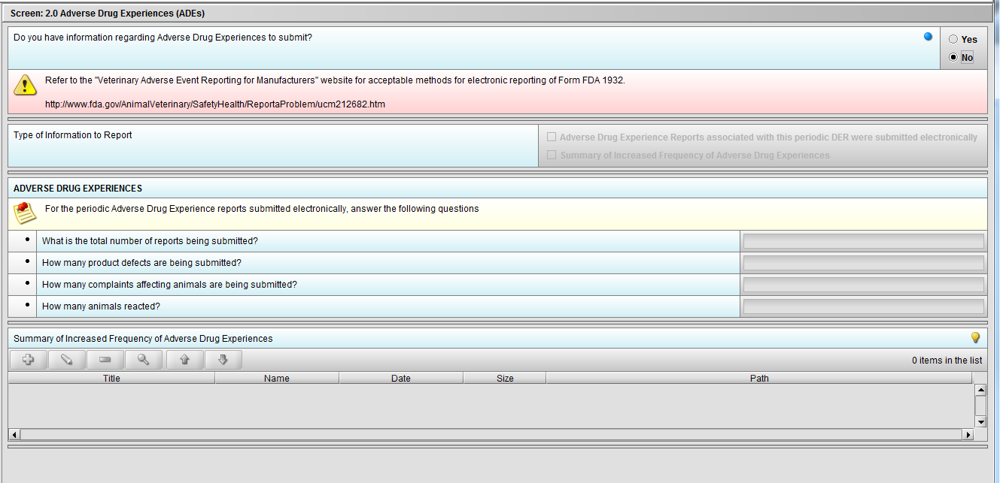 Screen: 2.0 Adverse Drug Experiences (ADEs)
Do you have information regarding Adverse Drug Experiences to submit?
Yes
No
Refer to the "Veterinary Adverse Event Reporting for Manufacturers" website for acceptable methods for electronic reporting of Form FDA 1932.
http://www.fda.gov/AnimalVeterinary/SafetyHealth/ReportaProblem/ucm212682.htm
Type of Information to Report
Adverse Drug Experience Reports associated with this periodic DER were submitted electronically
Summary of Increased Frequency of Adverse Drug Experiences
ADVERSE DRUG EXPERIENCES
For the periodic Adverse Drug Experience reports submitted electronically, answer the following questions
What is the total number of reports being submitted?
How many product defects are being submitted?
How many complaints affecting animals are being submitted?
How many animals reacted?
Summary of Increased Frequency of Adverse Drug Experiences
0 items in the list
Title Name Date Size Path